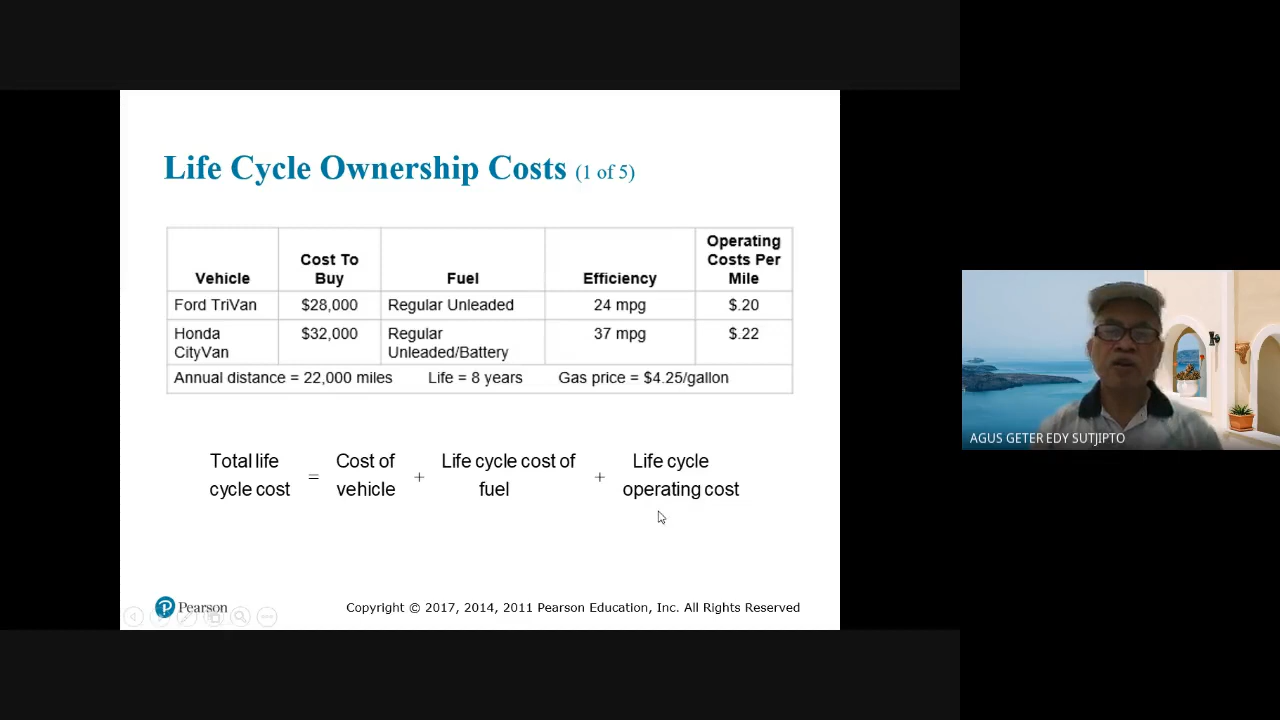 Life Cycle Ownership Costs (1 of 5)
Vehicle Cost To Buy Fuel Efficiency Operating Costs Per Mile
Ford TriVan $28,000 Regular Unleaded 24 mpg $.20
Honda CityVan $32,000 Regular Unleaded/Battery 37 mpg $.22
Annual distance = 22,000 miles Life = 8 years Gas price = $4.25/gallon
Total life cycle cost = Cost of vehicle + Life cycle cost of fuel + Life cycle operating cost
Pearson
Copyright © 2017, 2014, 2011 Pearson Education, Inc. All Rights Reserved
AGUS GETER EDY SUTJIPTO